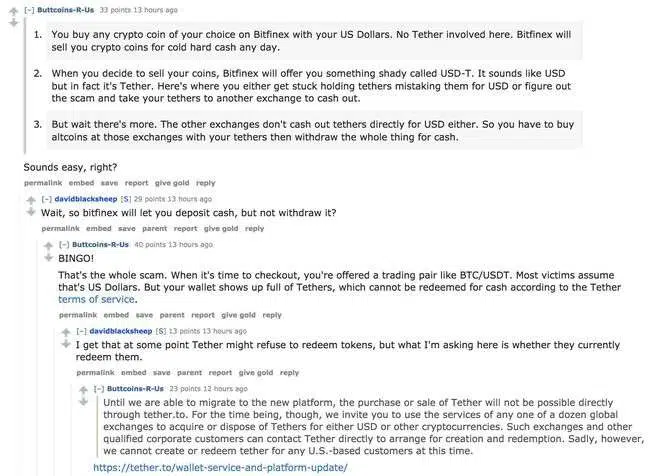 [-] Buttcoins-R-Us 33 points 13 hours ago
1. You buy any crypto coin of your choice on Bitfinex with your US Dollars. No Tether involved here. Bitfinex will
sell you crypto coins for cold hard cash any day.
2. When you decide to sell your coins, Bitfinex will offer you something shady called USD-T. It sounds like USD
but in fact it's Tether. Here's where you either get stuck holding tethers mistaking them for USD or figure out
the scam and take your tethers to another exchange to cash out.
3. But wait there's more. The other exchanges don't cash out tethers directly for USD either. So you have to buy
altcoins at those exchanges with your tethers then withdraw the whole thing for cash.
Sounds easy, right?
permalink embed save report give gold reply
[-] davidblacksheep [S] 29 points 13 hours ago
Wait, so bitfinex will let you deposit cash, but not withdraw it?
permalink embed save parent report give gold reply
[-] Buttcoins-R-Us 40 points 13 hours ago
BINGO!
That's the whole scam. When it's time to checkout, you're offered a trading pair like BTC/USDT. Most victims assume
that's US Dollars. But your wallet shows up full of Tethers, which cannot be redeemed for cash according to the Tether
terms of service.
permalink embed save parent report give gold reply
[-] davidblacksheep [S] 13 points 13 hours ago
I get that at some point Tether might refuse to redeem tokens, but what I'm asking here is whether they currently
redeem them.
permalink embed save parent report give gold reply
[-] Buttcoins-R-Us 23 points 12 hours ago
Until we are able to migrate to the new platform, the purchase or sale of Tether will not be possible directly
through tether.to. For the time being, though, we invite you to use the services of any one of a dozen global
exchanges to acquire or dispose of Tethers for either USD or other cryptocurrencies. Such exchanges and other
qualified corporate customers can contact Tether directly to arrange for creation and redemption. Sadly, however,
we cannot create or redeem tether for any U.S.-based customers at this time.
https://tether.to/wallet-service-and-platform-update/